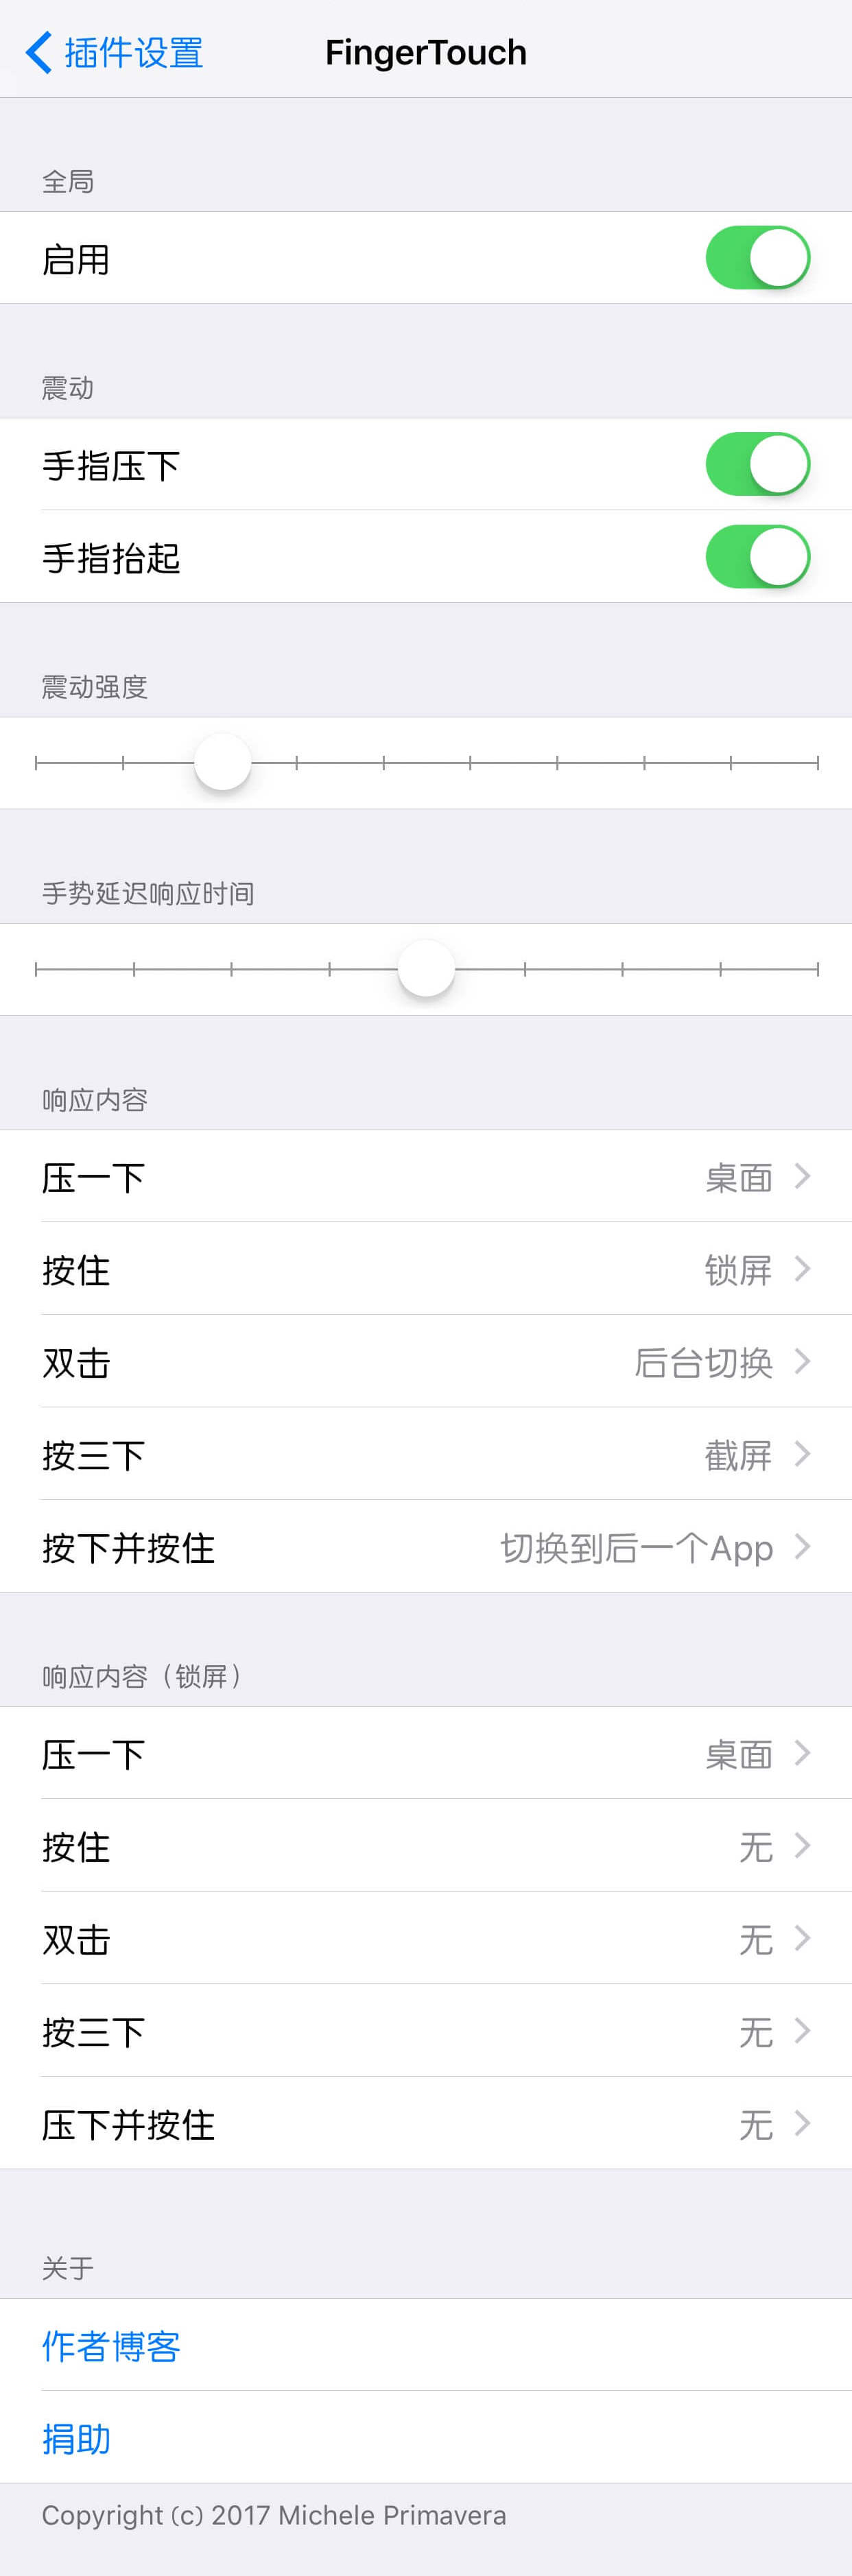 插件设置 FingerTouch
全局
启用
震动
手指压下
手指抬起
震动强度
手势延迟响应时间
响应内容
压一下 桌面
按住 锁屏
双击 后台切换
按三下 截屏
按下并按住 切换到后一个App
响应内容（锁屏）
压一下 桌面
按住 无
双击 无
按三下 无
压下并按住 无
关于
作者博客
捐助
Copyright (c) 2017 Michele Primavera